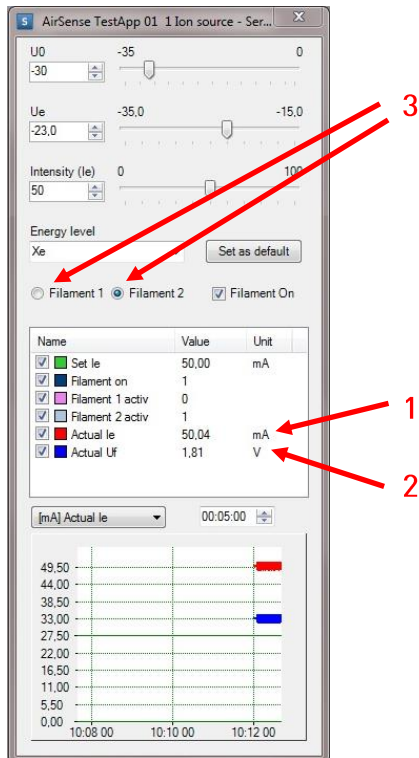 S AirSense TestApp 01 1 Ion source - Ser... X
U0 -35 0
-30
Ue -35,0 -15,0
-23,0
3
Intensity (Ie) 0 100
50
Energy level
Xe Set as default
Filament 1 Filament 2 Filament On
Name Value Unit
Set Ie 50,00 mA
Filament on 1
Filament 1 activ 0
Filament 2 activ 1
Actual Ie 50,04 mA
1
Actual Uf 1,81 V
2
[mA] Actual Ie 00:05:00
49,50
44,00
38,50
33,00
27,50
22,00
16,50
11,00
5,50
0,00
10:08 00 10:10 00 10:12 00